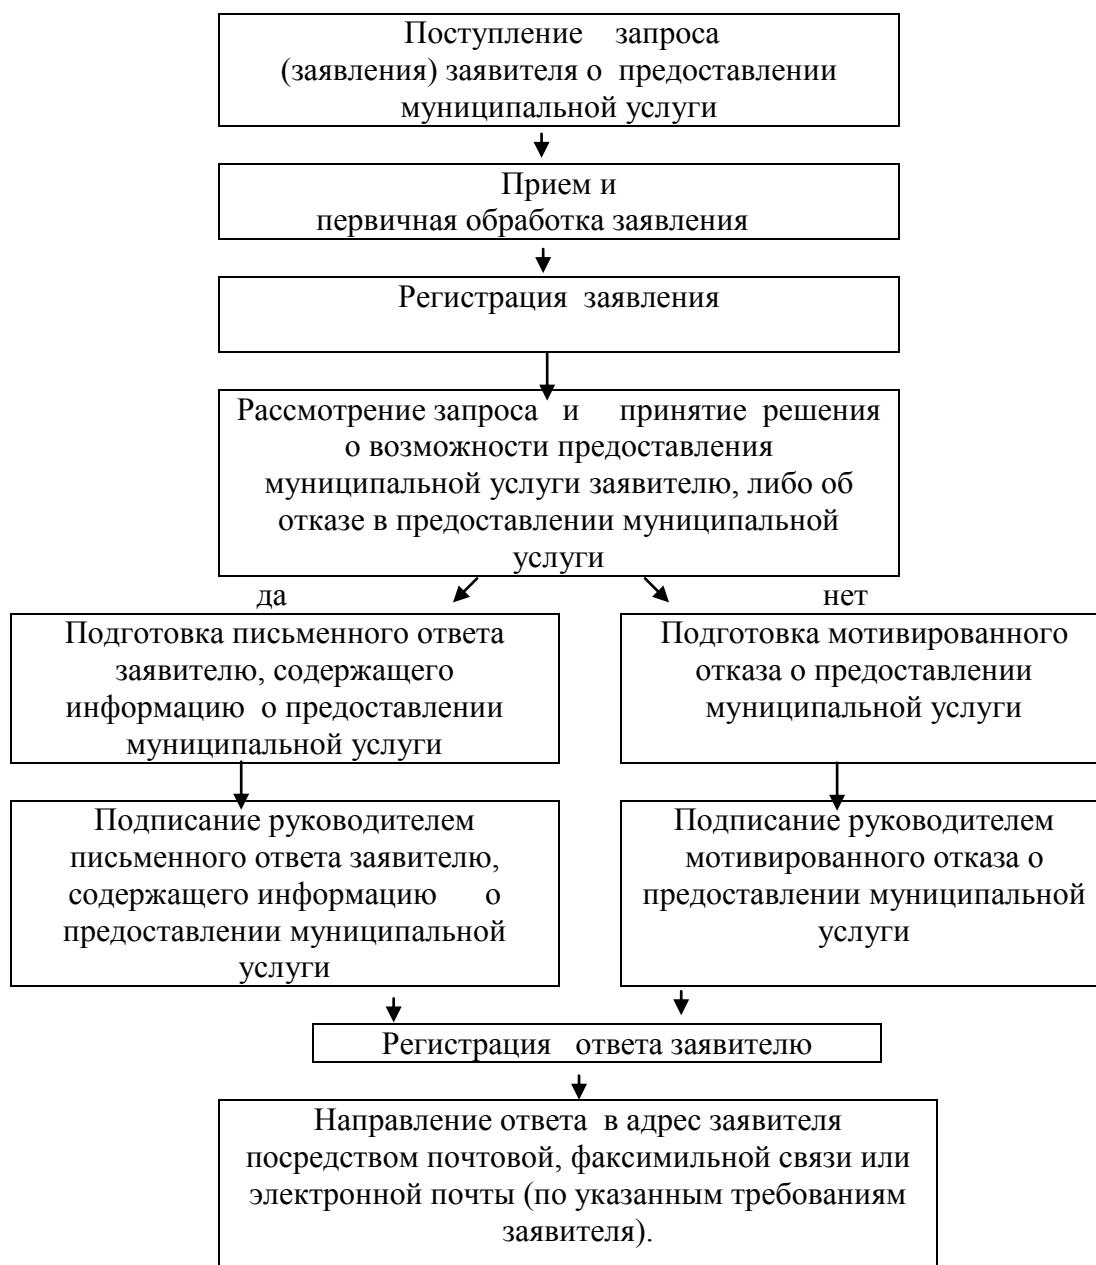 Поступление запроса
(заявления) заявителя о предоставлении
муниципальной услуги
Прием и
первичная обработка заявления
Регистрация заявления
Рассмотрение запроса и принятие решения
о возможности предоставления
муниципальной услуги заявителю, либо об
отказе в предоставлении муниципальной
услуги
да
нет
Подготовка письменного ответа
заявителю, содержащего
информацию о предоставлении
муниципальной услуги
Подготовка мотивированного
отказа о предоставлении
муниципальной услуги
Подписание руководителем
письменного ответа заявителю,
содержащего информацию о
предоставлении муниципальной
услуги
Подписание руководителем
мотивированного отказа о
предоставлении муниципальной
услуги
Регистрация ответа заявителю
Направление ответа в адрес заявителя
посредством почтовой, факсимильной связи или
электронной почты (по указанным требованиям
заявителя).